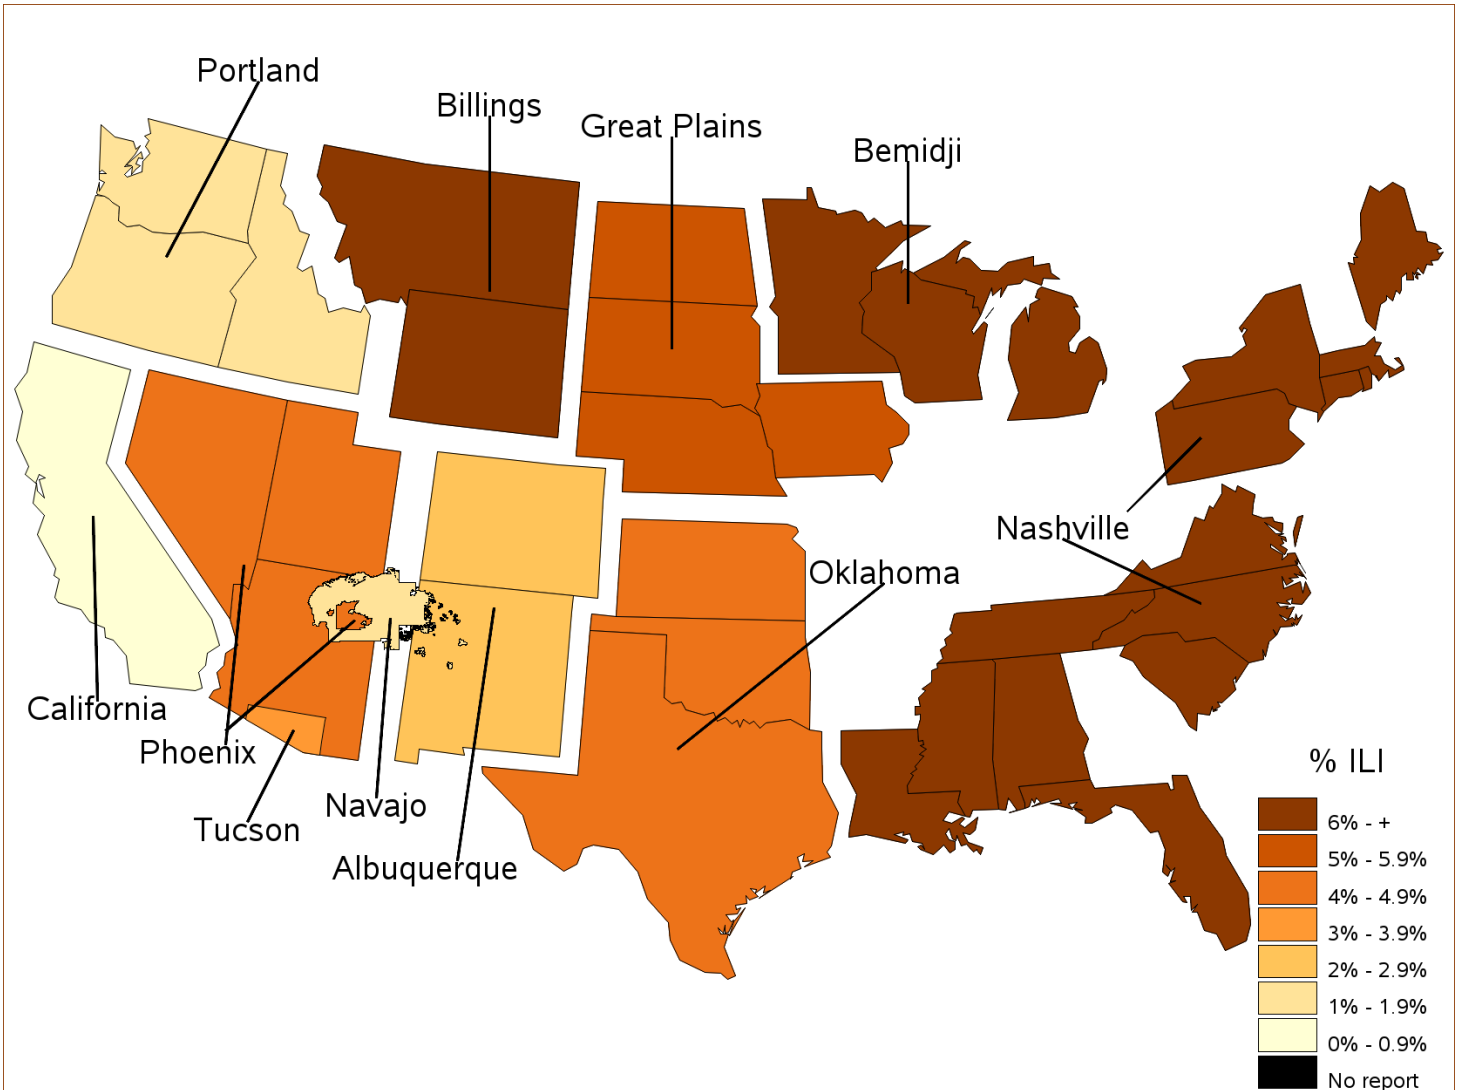 Portland
Billings
Great Plains
Bemidji
Nashville
Oklahoma
California
Phoenix
Navajo
Tucson
Albuquerque
% ILI
6% - +
5% - 5.9%
4% - 4.9%
3% - 3.9%
2% - 2.9%
1% - 1.9%
0% - 0.9%
No report